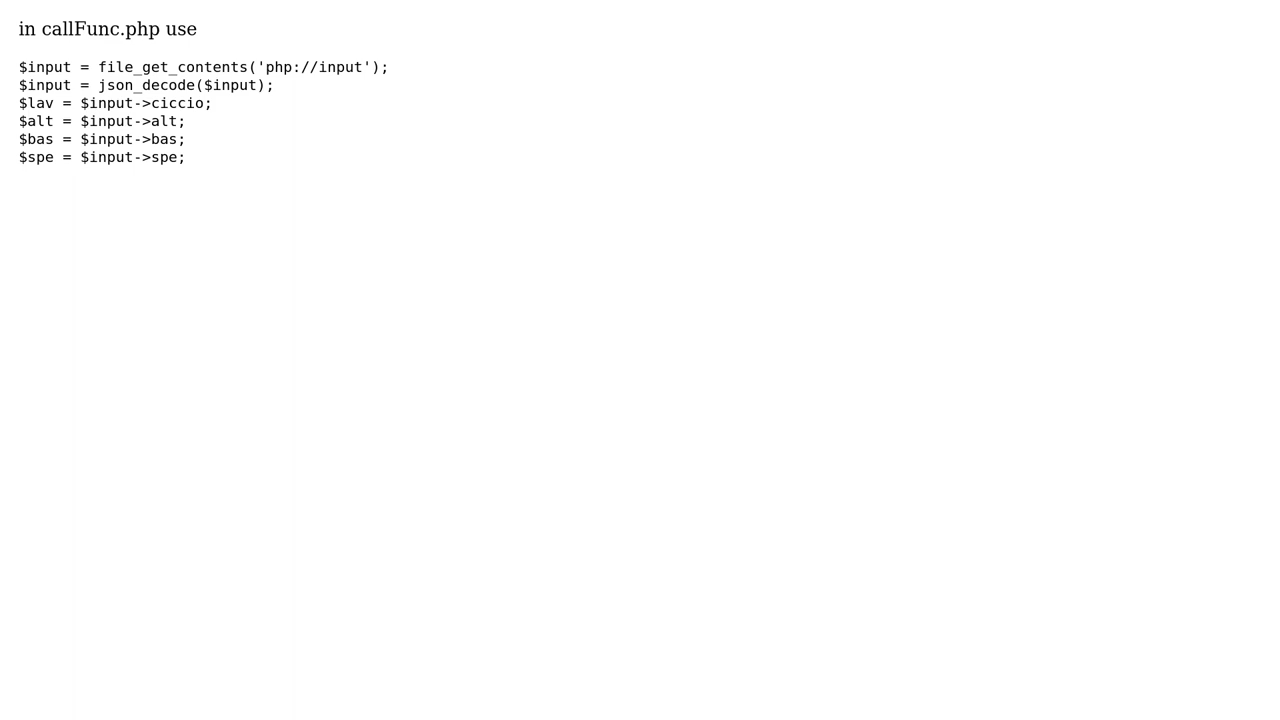 in callFunc.php use
$input = file_get_contents('php://input');
$input = json_decode($input);
$lav = $input->ciccio;
$alt = $input->alt;
$bas = $input->bas;
$spe = $input->spe;